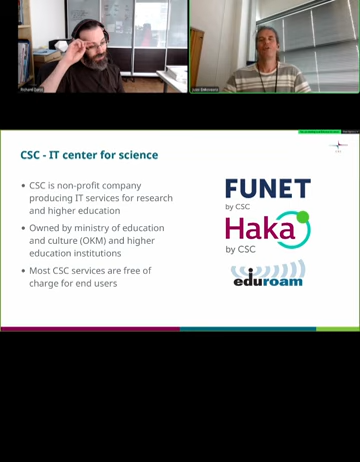 CSC - IT center for science
• CSC is non-profit company
producing IT services for research
and higher education
• Owned by ministry of education
and culture (OKM) and higher
education institutions
• Most CSC services are free of
charge for end users
FUNET
by CSC
Haka
by CSC
eduroam